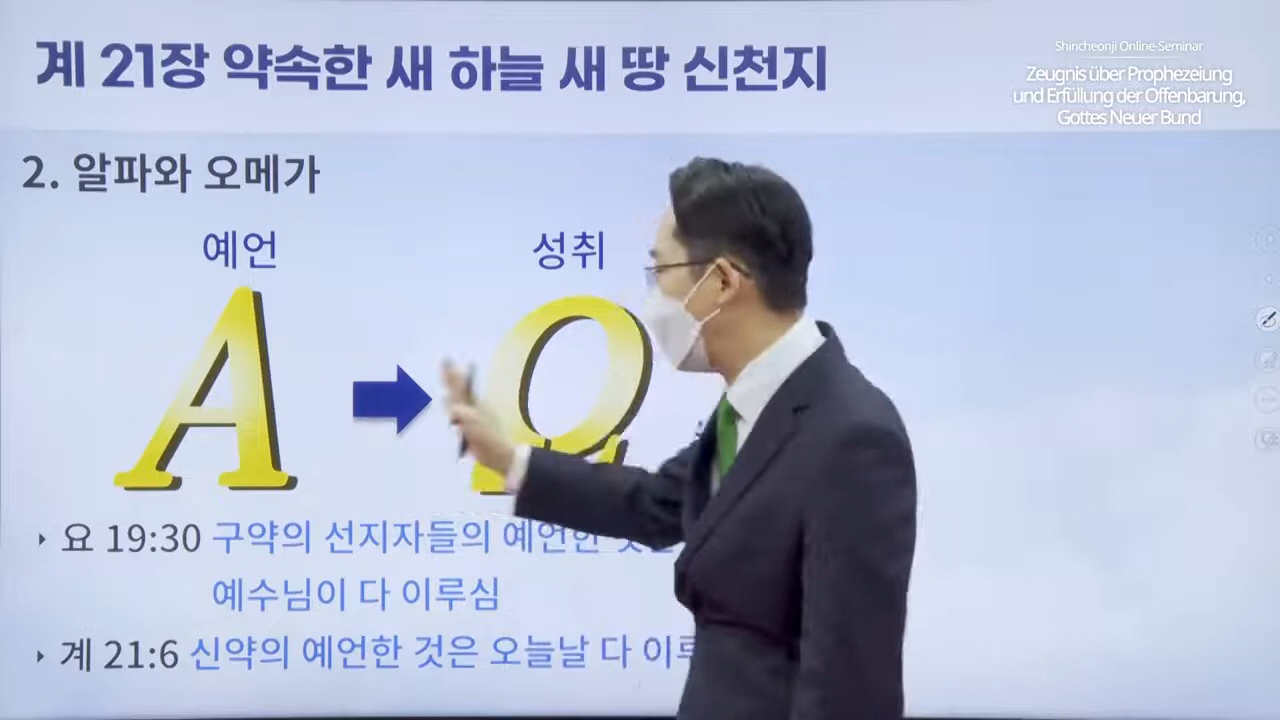 계 21장 약속한 새 하늘 새 땅 신천지
Shincheonji Online-Seminar
Zeugnis über Prophezeiung
und Erfüllung der Offenbarung,
Gottes Neuer Bund
2. 알파와 오메가
예언
성취
A
Ω
요 19:30 구약의 선지자들의 예언한
예수님이 다 이루심
계 21:6 신약의 예언한 것은 오늘날 다